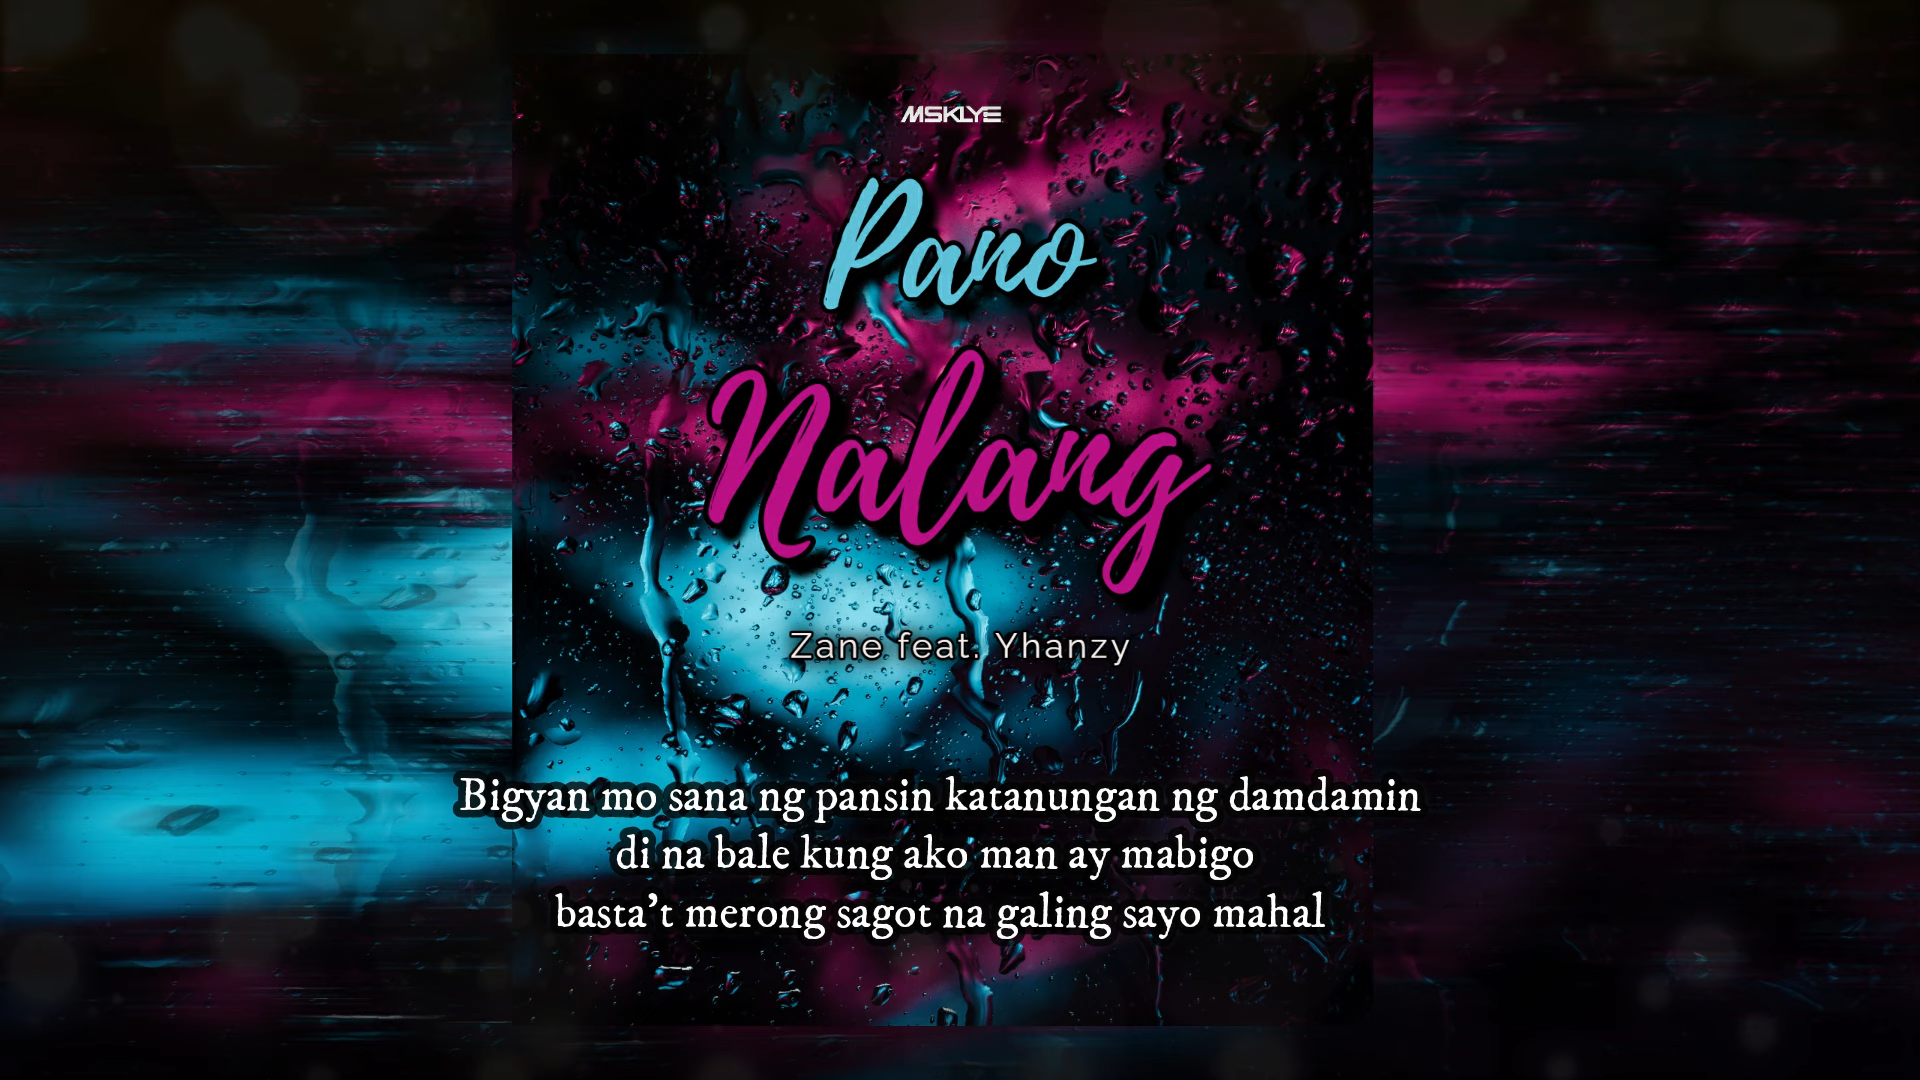 MSKLYE
Pano
Nalang
Zane feat. Yhanzy
Bigyan mo sana ng pansin katanungan ng damdamin
di na bale kung ako man ay mabigo
basta't merong sagot na galing sayo mahal